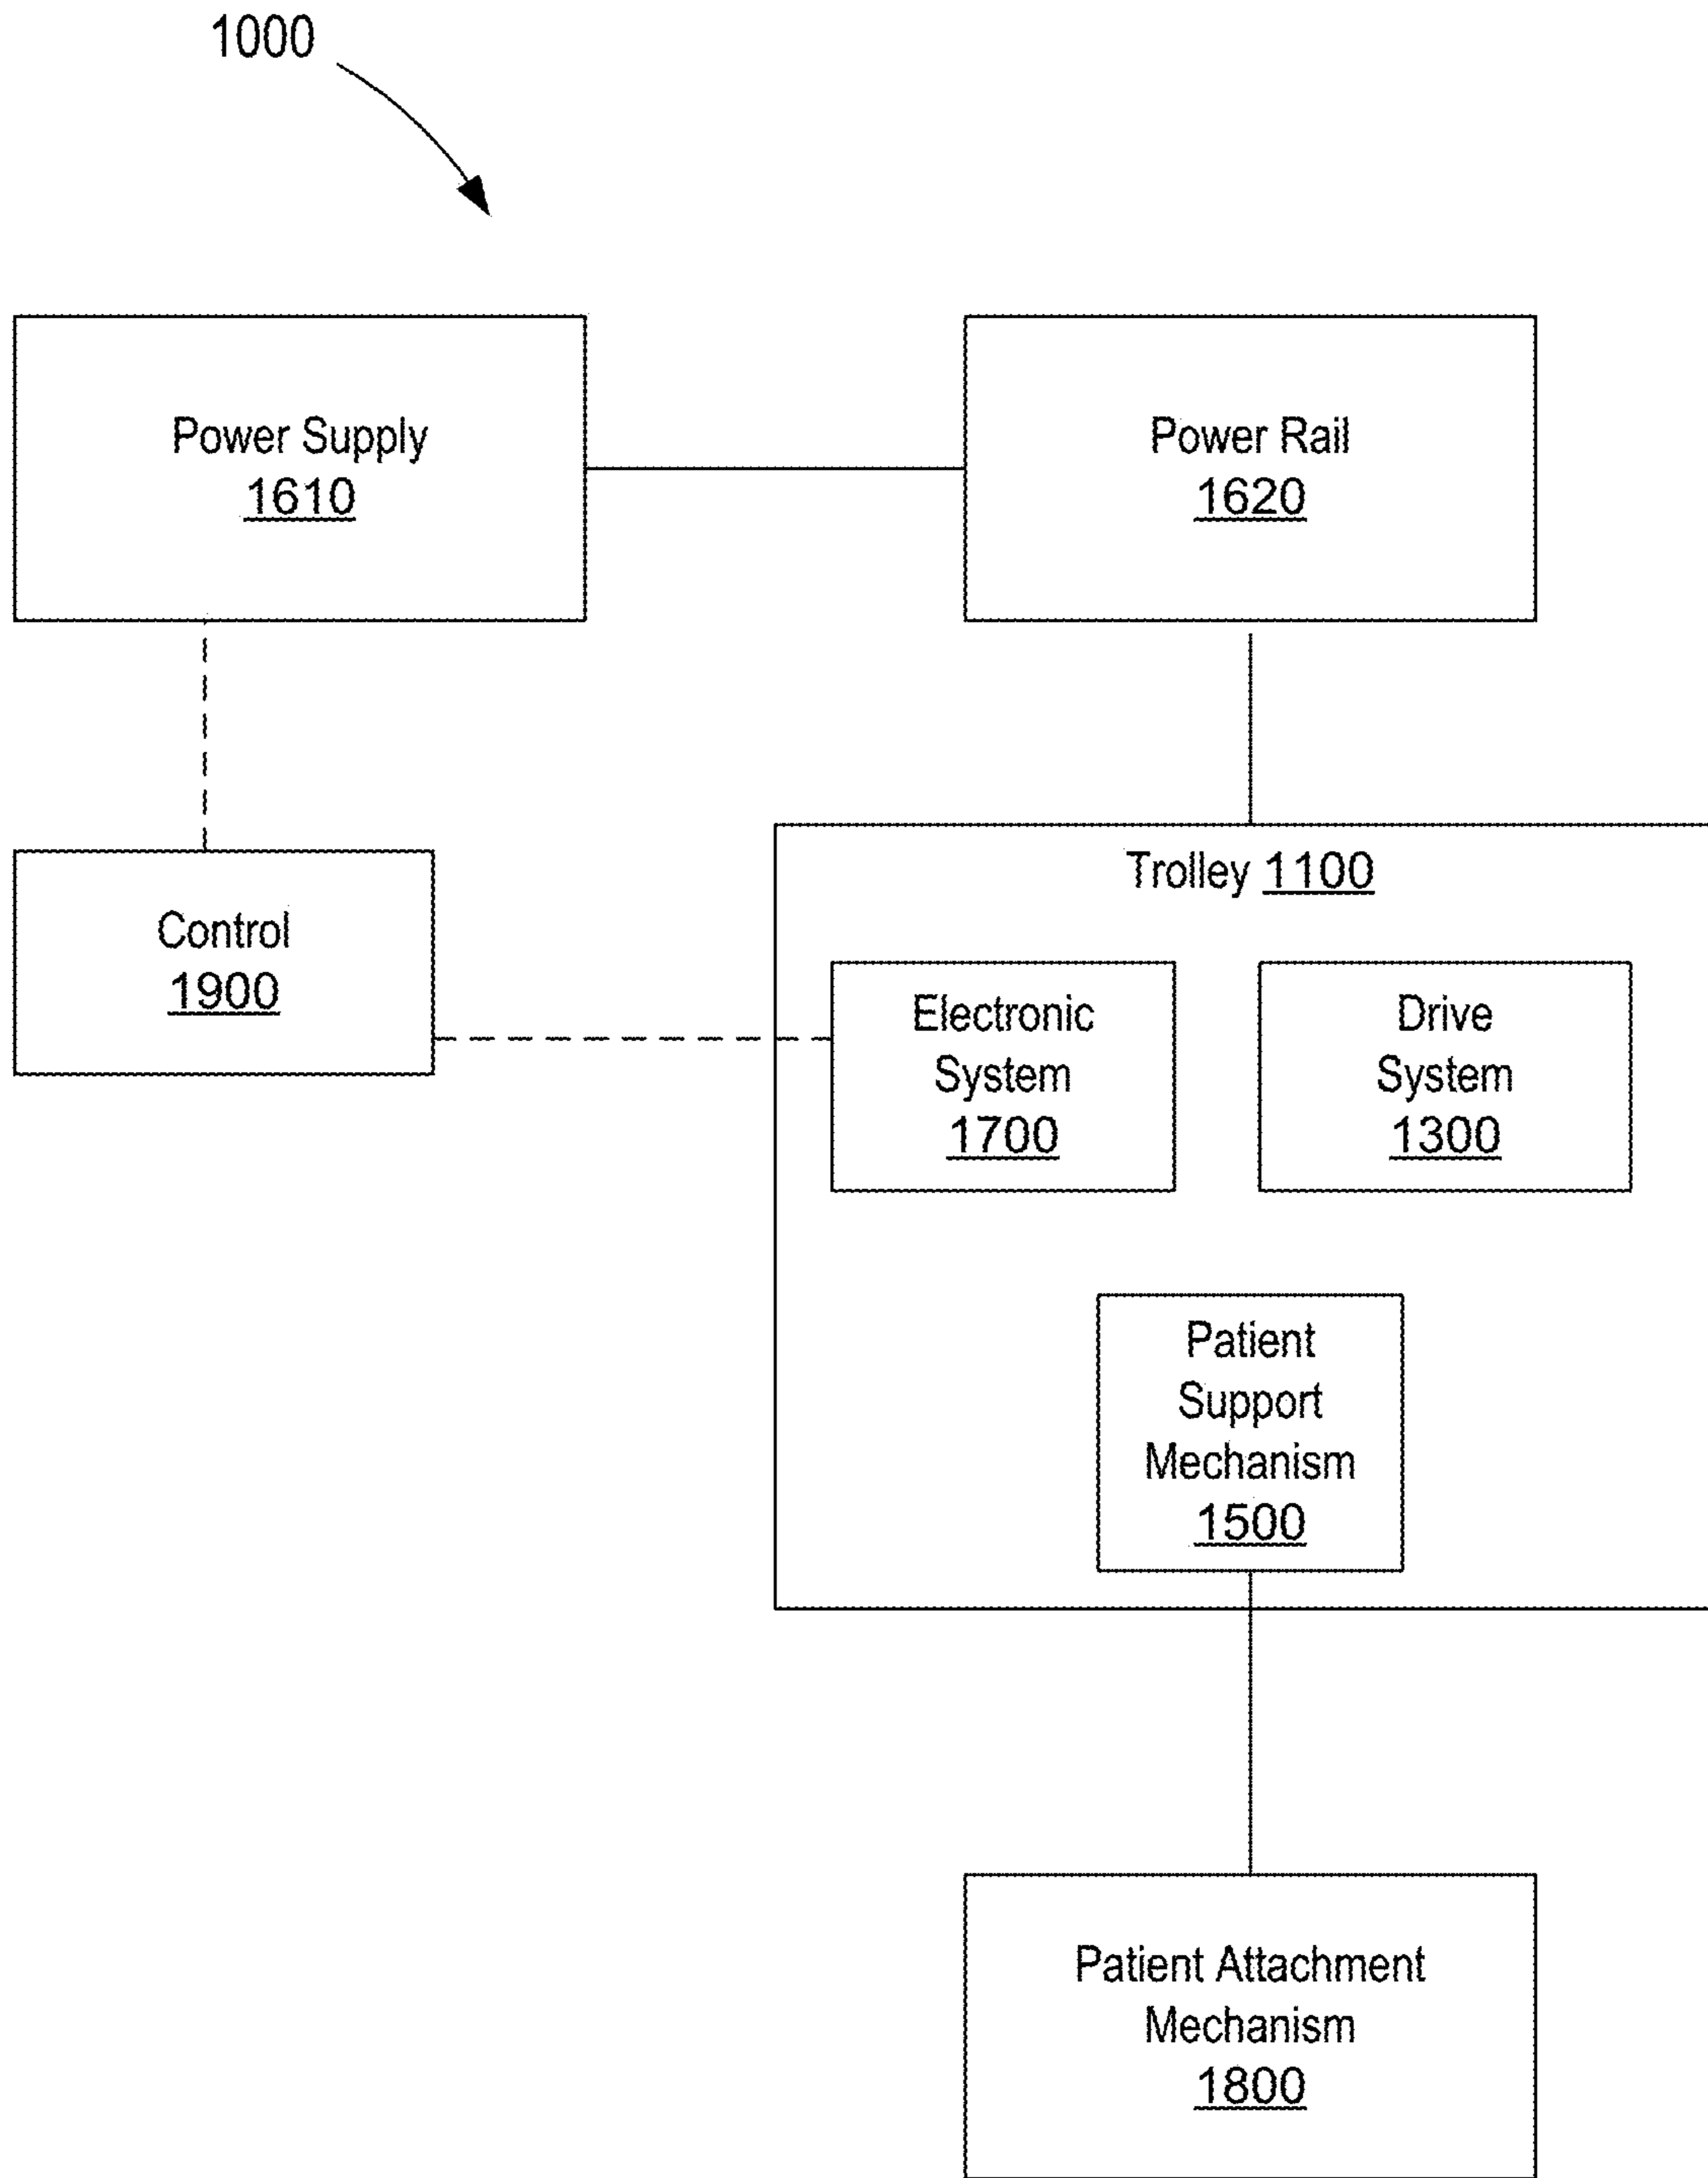 1000
Power Supply
1610
Power Rail
1620
Control
1900
Trolley 1100
Electronic
System
1700
Drive
System
1300
Patient
Support
Mechanism
1500
Patient Attachment
Mechanism
1800